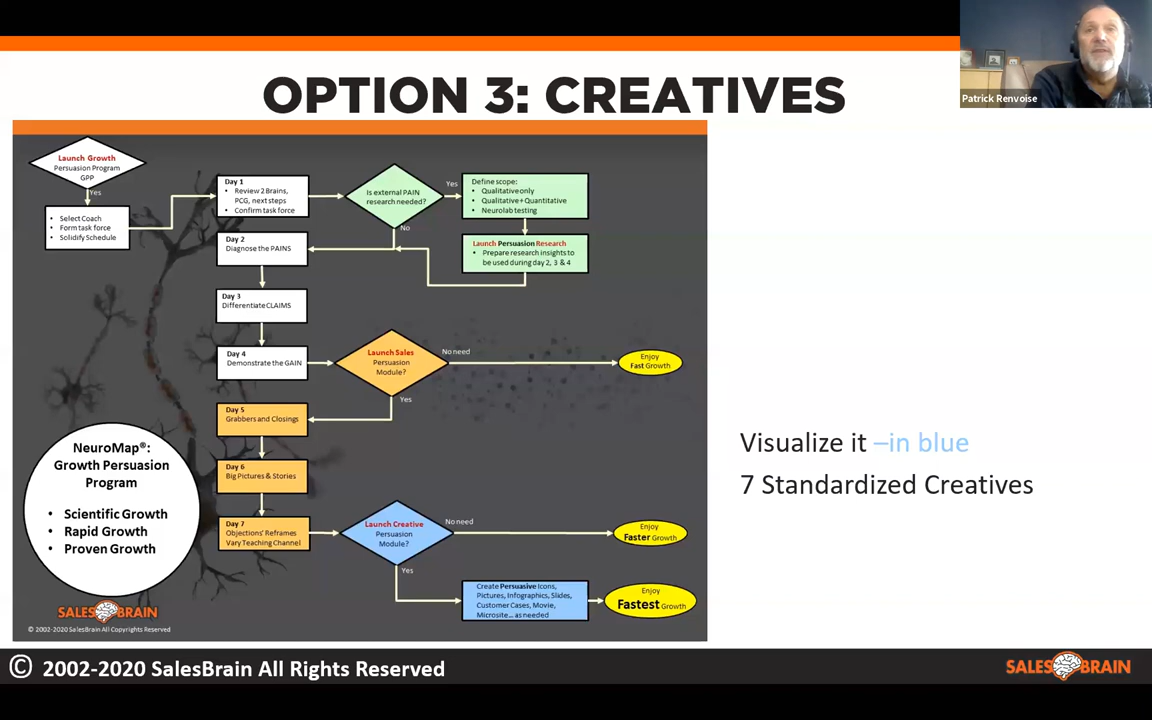 Patrick Renvoise
OPTION 3: CREATIVES
Launch Growth
Persuasion Program
GPP
Yes
• Select Coach
• Form task force
• Solidify Schedule
Day 1
• Review 2 Brains,
PCG, next steps
• Confirm task force
Is external PAIN
research needed?
Yes
No
Define scope:
• Qualitative only
• Qualitative + Quantitative
• Neurolab testing
Launch Persuasion Research
• Prepare research insights to
be used during day 2, 3 & 4
Day 2
Diagnose the PAINS
Day 3
Differentiate CLAIMS
Day 4
Demonstrate the GAIN
Launch Sales
Persuasion
Module?
No need
Yes
Enjoy
Fast Growth
Day 5
Grabbers and Closings
Day 6
Big Pictures & Stories
Day 7
Objections' Reframes
Vary Teaching Channel
Launch Creative
Persuasion
Module?
No need
Yes
Enjoy
Faster Growth
Create Persuasive Icons,
Pictures, Infographics, Slides,
Customer Cases, Movie,
Microsite... as needed
Enjoy
Fastest Growth
NeuroMap®:
Growth Persuasion
Program
• Scientific Growth
• Rapid Growth
• Proven Growth
SALESBRAIN
© 2002-2020 SalesBrain All Copyrights Reserved
Visualize it –in blue
7 Standardized Creatives
© 2002-2020 SalesBrain All Rights Reserved
SALESBRAIN